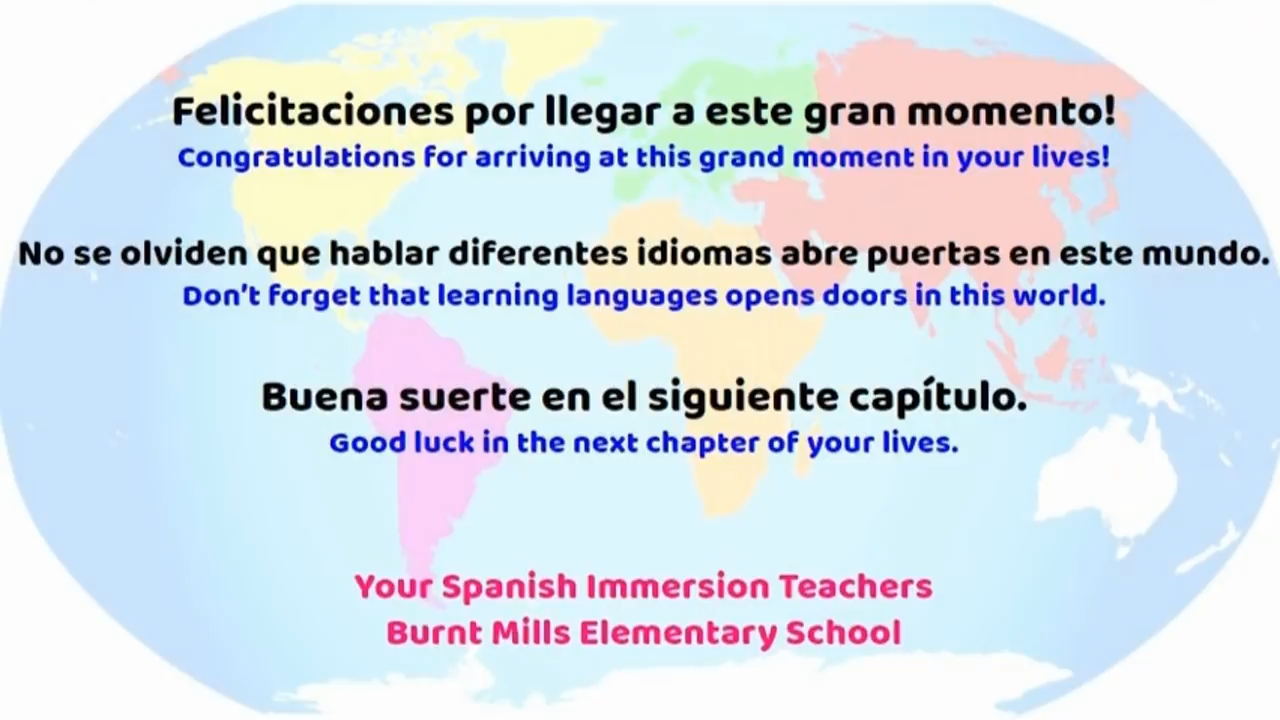 Felicitaciones por llegar a este gran momento!
Congratulations for arriving at this grand moment in your lives!
No se olviden que hablar diferentes idiomas abre puertas en este mundo.
Don't forget that learning languages opens doors in this world.
Buena suerte en el siguiente capítulo.
Good luck in the next chapter of your lives.
Your Spanish Immersion Teachers
Burnt Mills Elementary School